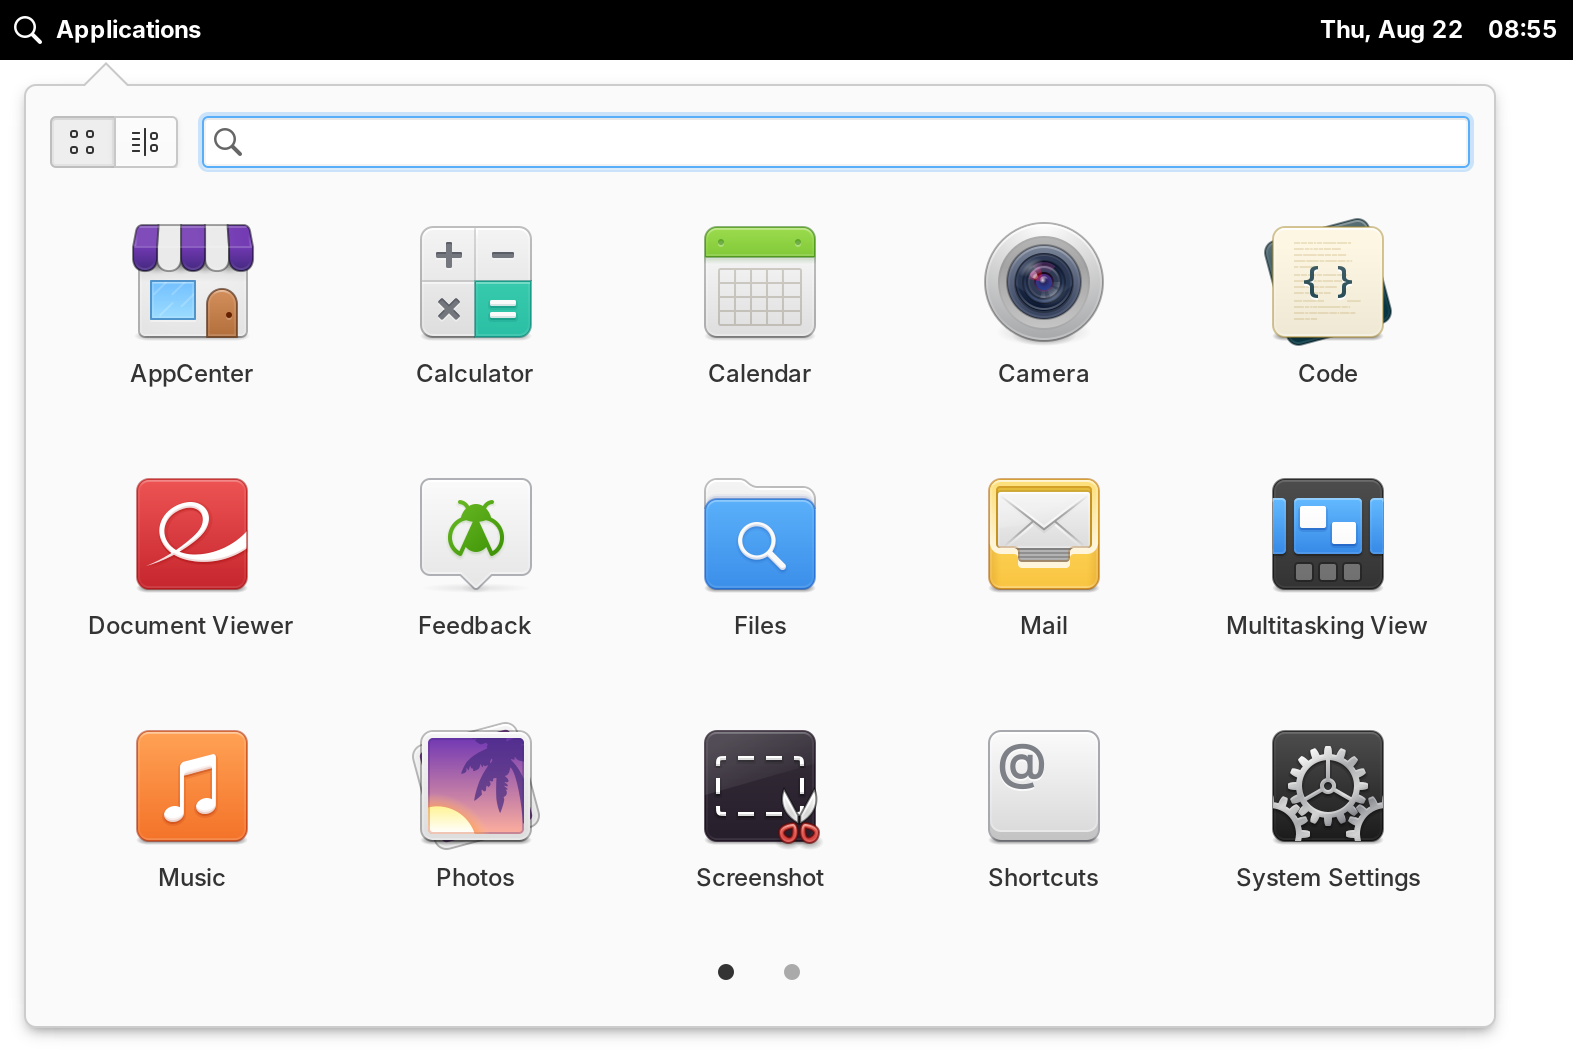 Applications
Thu, Aug 22 08:55
AppCenter
Calculator
Calendar
Camera
Code
Document Viewer
Feedback
Files
Mail
Multitasking View
Music
Photos
Screenshot
Shortcuts
System Settings